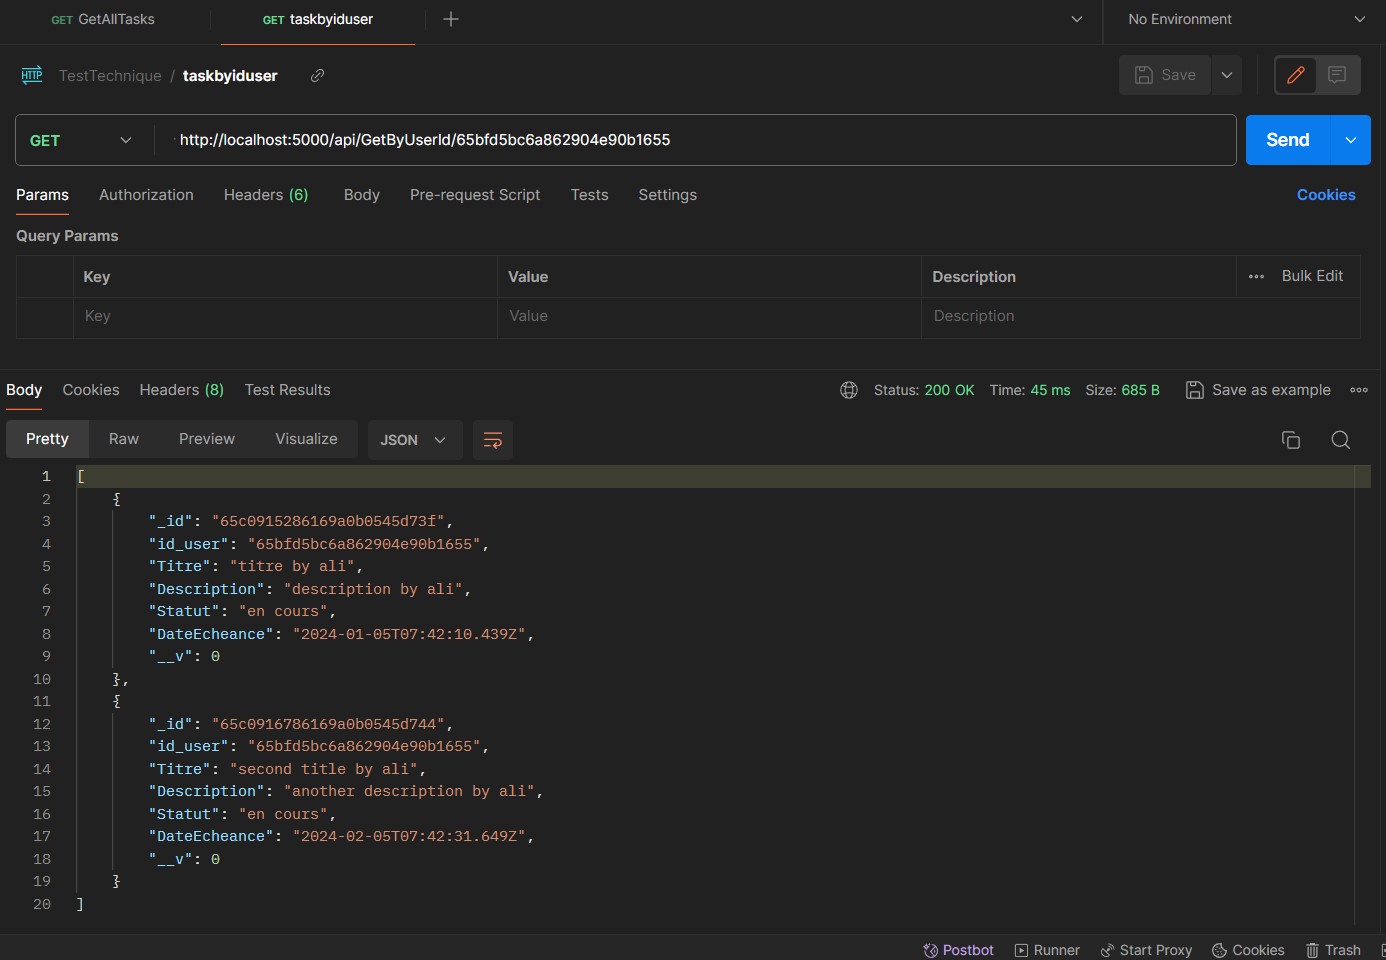 GET GetAllTasks GET taskbyiduser No Environment
HTTP TestTechnique / taskbyiduser Save
GET http://localhost:5000/api/GetByUserId/65bfd5bc6a862904e90b1655 Send
Params Authorization Headers (6) Body Pre-request Script Tests Settings Cookies
Query Params
Key Value Description Bulk Edit
Key Value Description
Body Cookies Headers (8) Test Results Status: 200 OK Time: 45 ms Size: 685 B Save as example
Pretty Raw Preview Visualize JSON
1 [
2 {
3 "_id": "65c0915286169a0b0545d73f",
4 "id_user": "65bfd5bc6a862904e90b1655",
5 "Titre": "titre by ali",
6 "Description": "description by ali",
7 "Statut": "en cours",
8 "DateEcheance": "2024-01-05T07:42:10.439Z",
9 "__v": 0
10 },
11 {
12 "_id": "65c0916786169a0b0545d744",
13 "id_user": "65bfd5bc6a862904e90b1655",
14 "Titre": "second title by ali",
15 "Description": "another description by ali",
16 "Statut": "en cours",
17 "DateEcheance": "2024-02-05T07:42:31.649Z",
18 "__v": 0
19 }
20 ]
Postbot Runner Start Proxy Cookies Trash